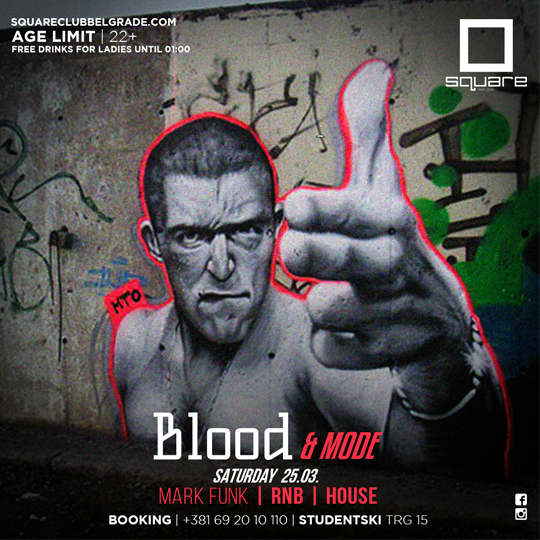 SQUARECLUBBELGRADE.COM
AGE LIMIT | 22+
FREE DRINKS FOR LADIES UNTIL 01:00
square
MTO
Blood & MODE
SATURDAY 25.03.
MARK FUNK | RNB | HOUSE
BOOKING | +381 69 20 10 110 | STUDENTSKI TRG 15